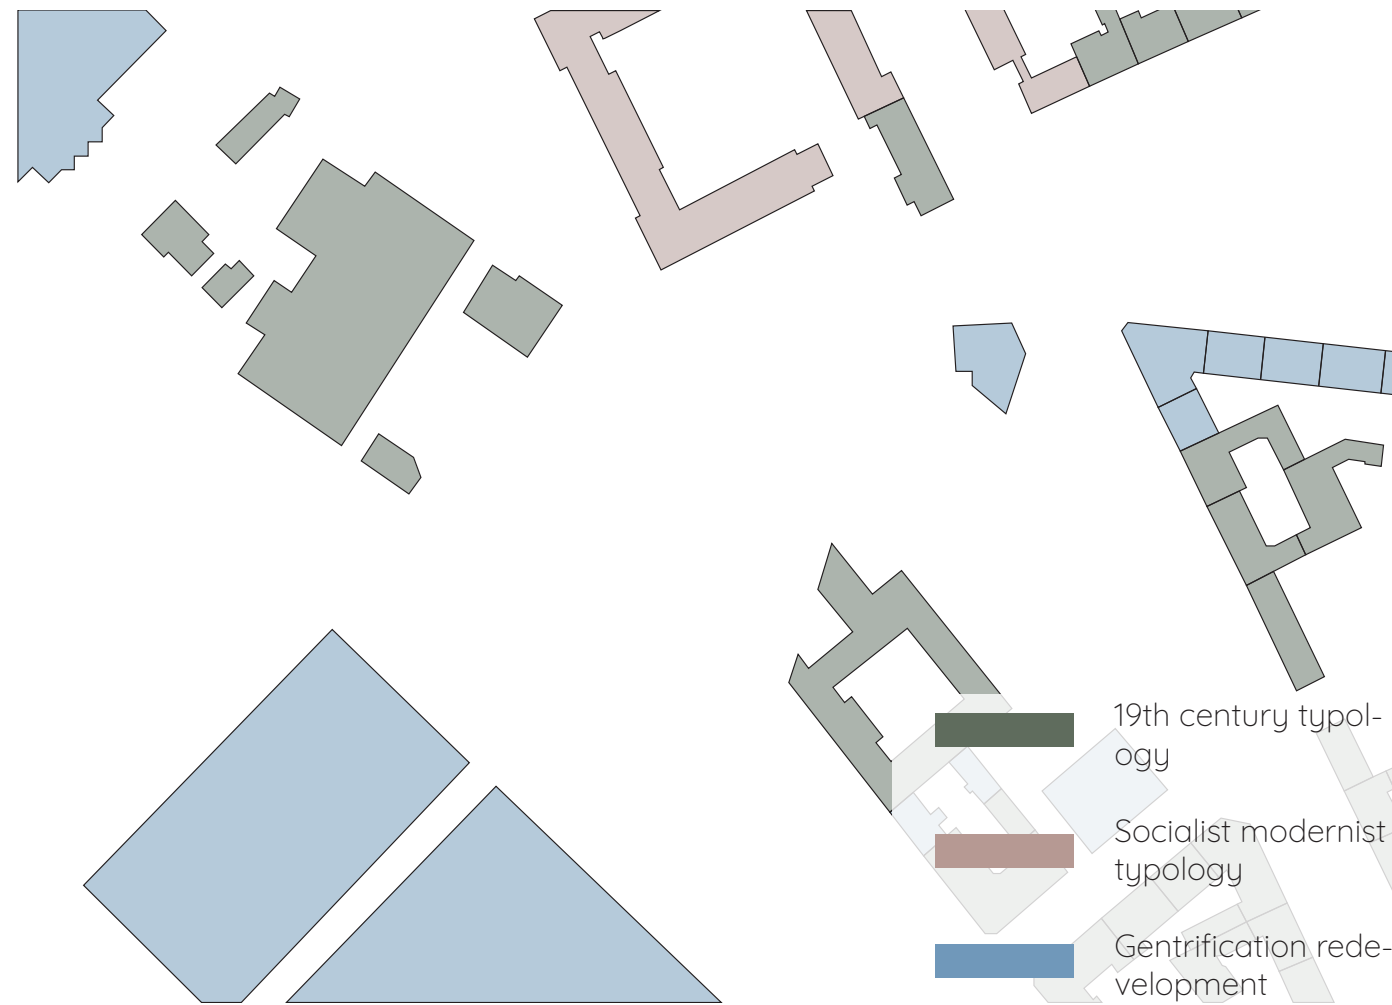 19th century typol-
ogy
Socialist modernist
typology
Gentrification rede-
velopment